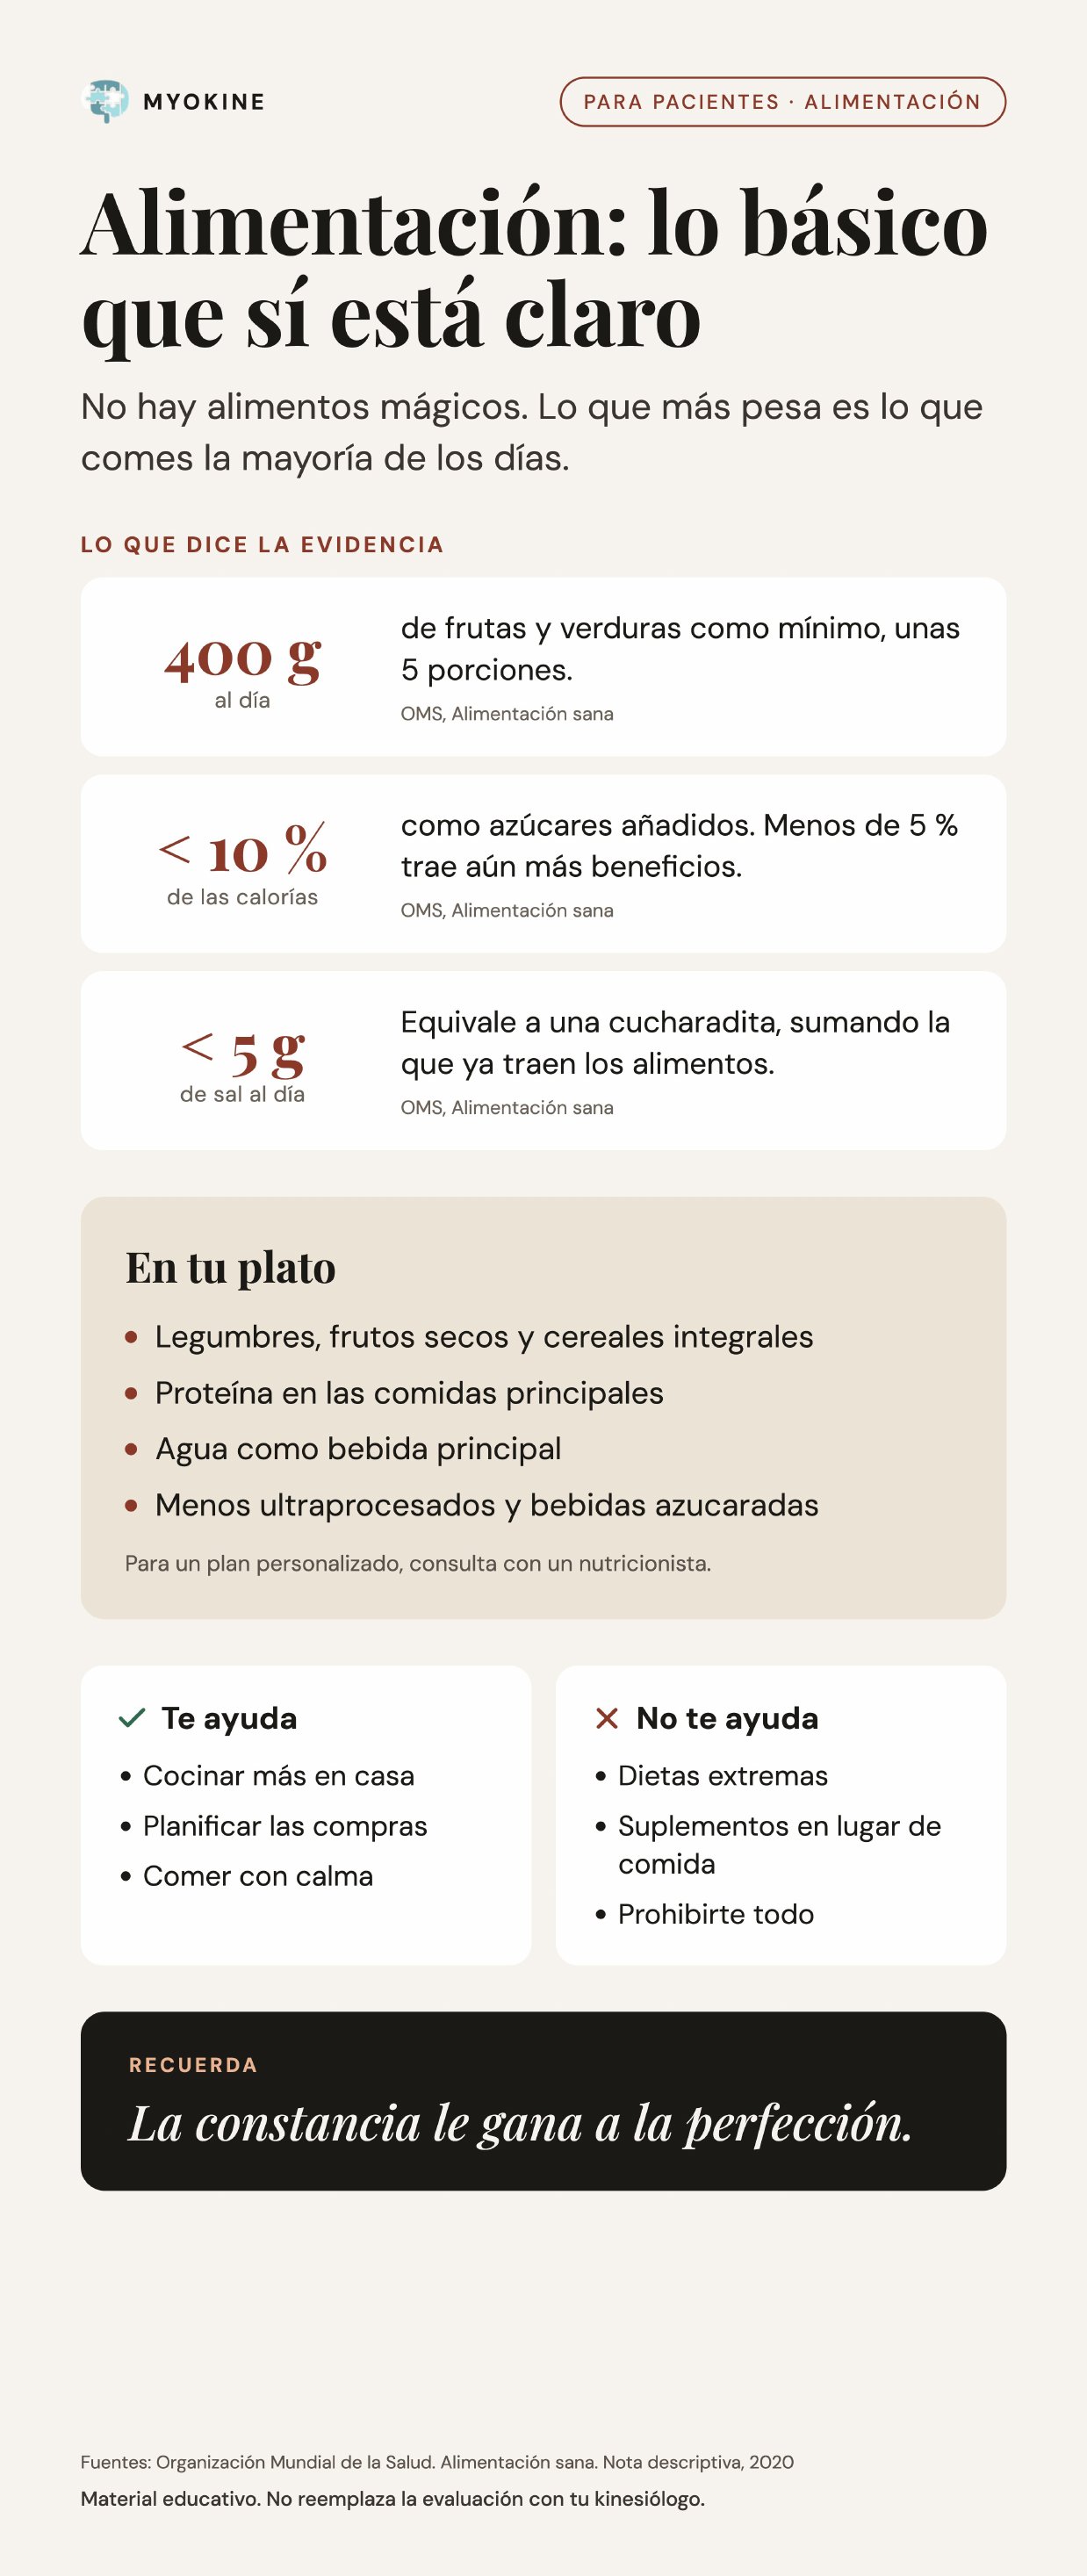 MYOKINE
PARA PACIENTES · ALIMENTACIÓN
Alimentación: lo básico
que sí está claro
No hay alimentos mágicos. Lo que más pesa es lo que
comes la mayoría de los días.
LO QUE DICE LA EVIDENCIA
400 g
al día
de frutas y verduras como mínimo, unas
5 porciones.
OMS, Alimentación sana
< 10 %
de las calorías
como azúcares añadidos. Menos de 5 %
trae aún más beneficios.
OMS, Alimentación sana
< 5 g
de sal al día
Equivale a una cucharadita, sumando la
que ya traen los alimentos.
OMS, Alimentación sana
En tu plato
• Legumbres, frutos secos y cereales integrales
• Proteína en las comidas principales
• Agua como bebida principal
• Menos ultraprocesados y bebidas azucaradas
Para un plan personalizado, consulta con un nutricionista.
✓ Te ayuda
• Cocinar más en casa
• Planificar las compras
• Comer con calma
✕ No te ayuda
• Dietas extremas
• Suplementos en lugar de
comida
• Prohibirte todo
RECUERDA
La constancia le gana a la perfección.
Fuentes: Organización Mundial de la Salud. Alimentación sana. Nota descriptiva, 2020
Material educativo. No reemplaza la evaluación con tu kinesiólogo.